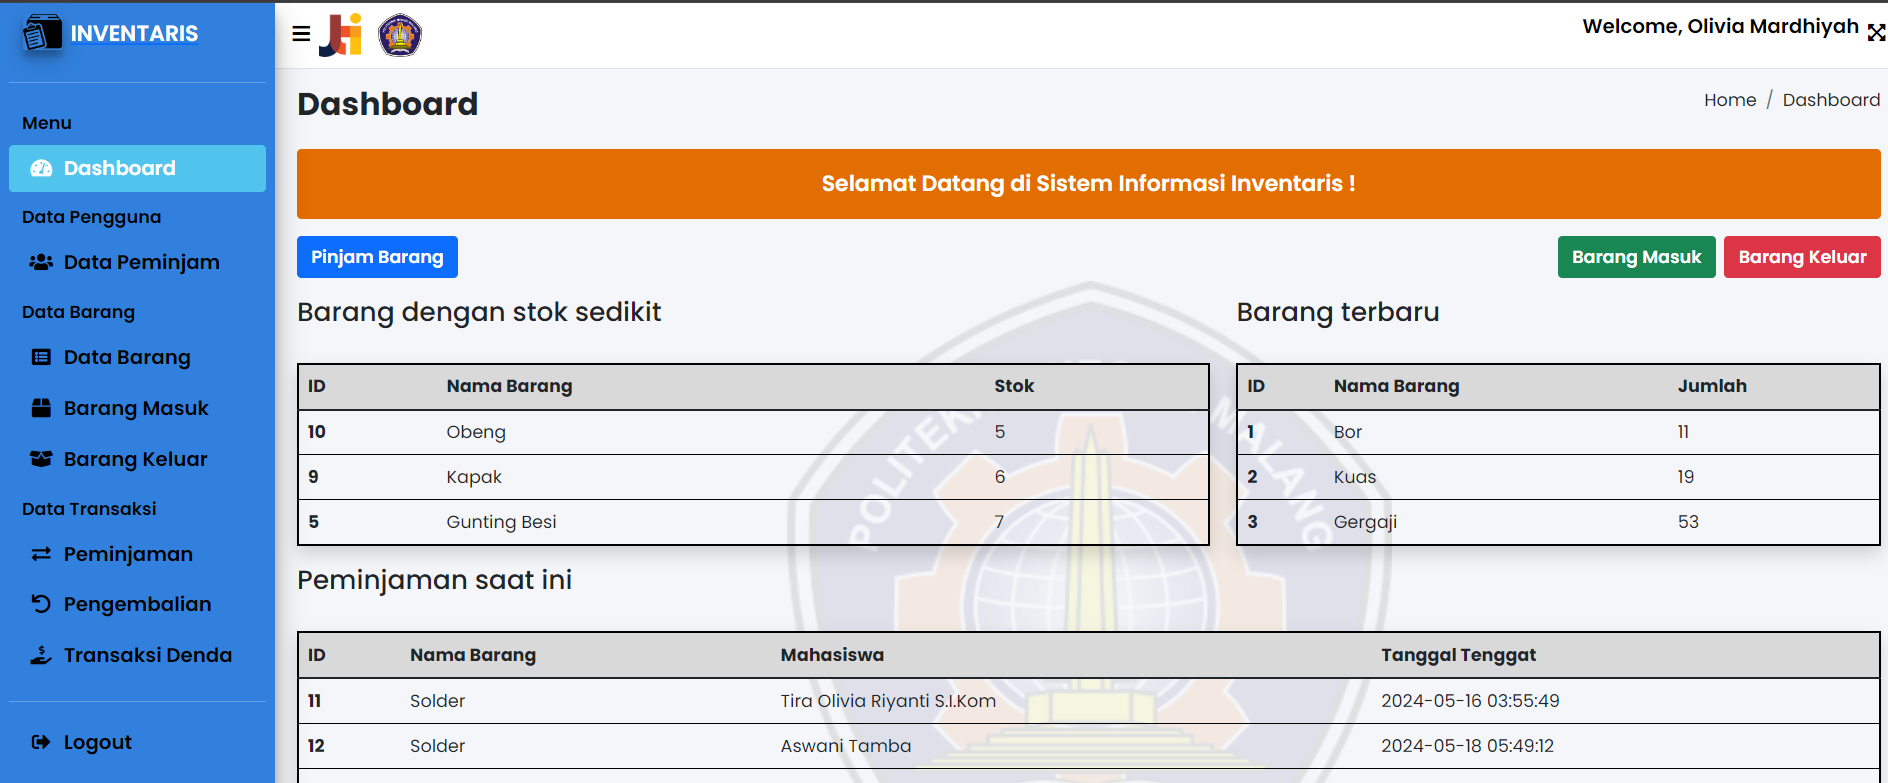 INVENTARIS
Menu
Dashboard
Data Pengguna
Data Peminjam
Data Barang
Data Barang
Barang Masuk
Barang Keluar
Data Transaksi
Peminjaman
Pengembalian
Transaksi Denda
Logout
Welcome, Olivia Mardhiyah
Dashboard
Home / Dashboard
Selamat Datang di Sistem Informasi Inventaris !
Pinjam Barang
Barang Masuk Barang Keluar
Barang dengan stok sedikit
ID Nama Barang Stok
10 Obeng 5
9 Kapak 6
5 Gunting Besi 7
Barang terbaru
ID Nama Barang Jumlah
1 Bor 11
2 Kuas 19
3 Gergaji 53
Peminjaman saat ini
ID Nama Barang Mahasiswa Tanggal Tenggat
11 Solder Tira Olivia Riyanti S.I.Kom 2024-05-16 03:55:49
12 Solder Aswani Tamba 2024-05-18 05:49:12